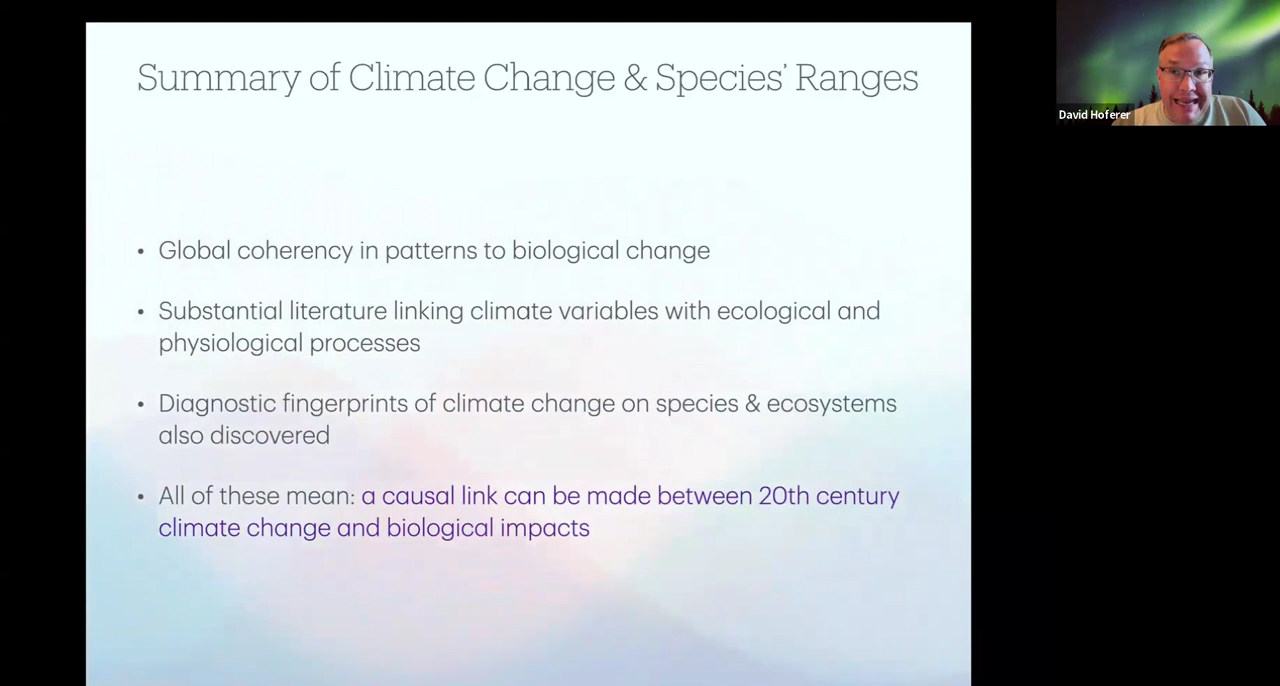 Summary of Climate Change & Species’ Ranges
David Hoferer
• Global coherency in patterns to biological change
• Substantial literature linking climate variables with ecological and
physiological processes
• Diagnostic fingerprints of climate change on species & ecosystems
also discovered
• All of these mean: a causal link can be made between 20th century
climate change and biological impacts